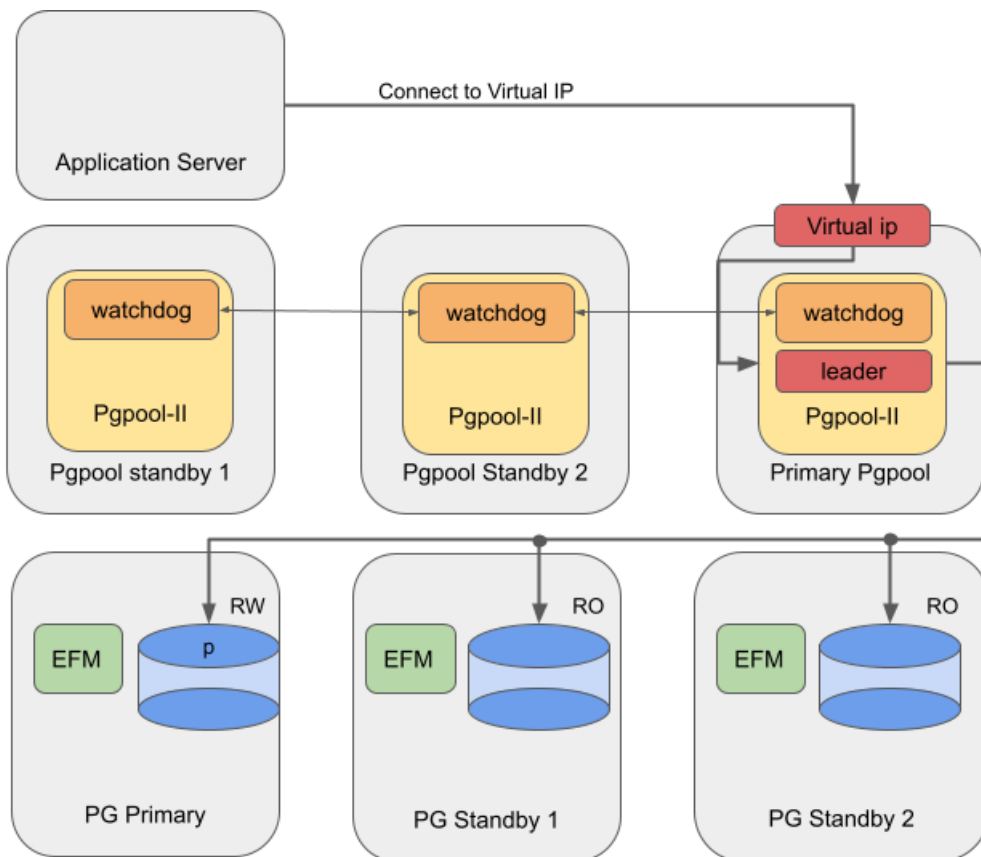 Connect to Virtual IP
Application Server
Virtual ip
watchdog
watchdog
watchdog
leader
Pgpool-II
Pgpool-II
Pgpool-II
Pgpool standby 1
Pgpool Standby 2
Primary Pgpool
RW
RO
RO
p
EFM
EFM
EFM
PG Primary
PG Standby 1
PG Standby 2